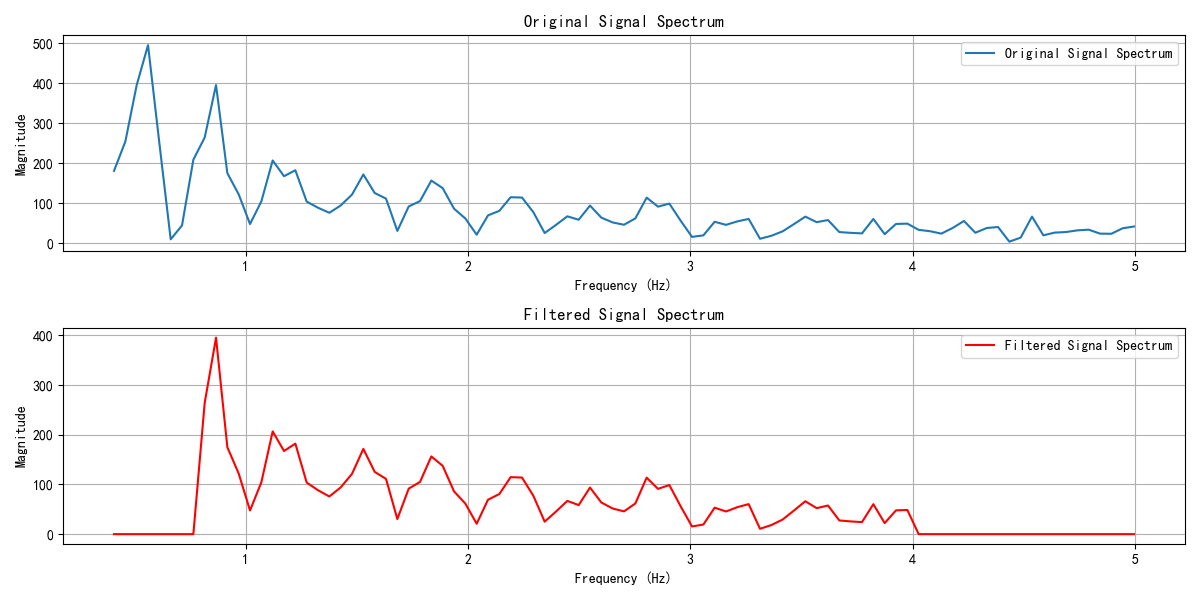 Original Signal Spectrum
500
400
300
200
100
0
Magnitude
Original Signal Spectrum
1
2
3
4
5
Frequency (Hz)
Filtered Signal Spectrum
400
300
200
100
0
Magnitude
Filtered Signal Spectrum
1
2
3
4
5
Frequency (Hz)